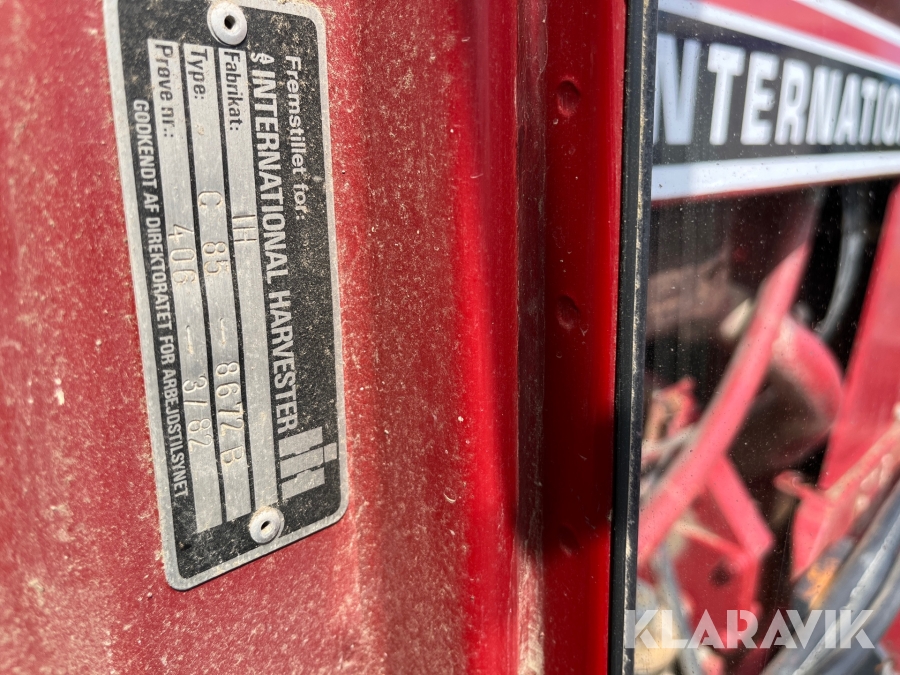 Fremstillet for:
A/S INTERNATIONAL HARVESTER
Fabrikat: IH
Type: C 85 - 8672 B
Prøve nr.: 406 - 3/82
GODKENDT AF DIREKTORATET FOR ARBEJDSTILSYNET
INTERNATION
KLARAVIK